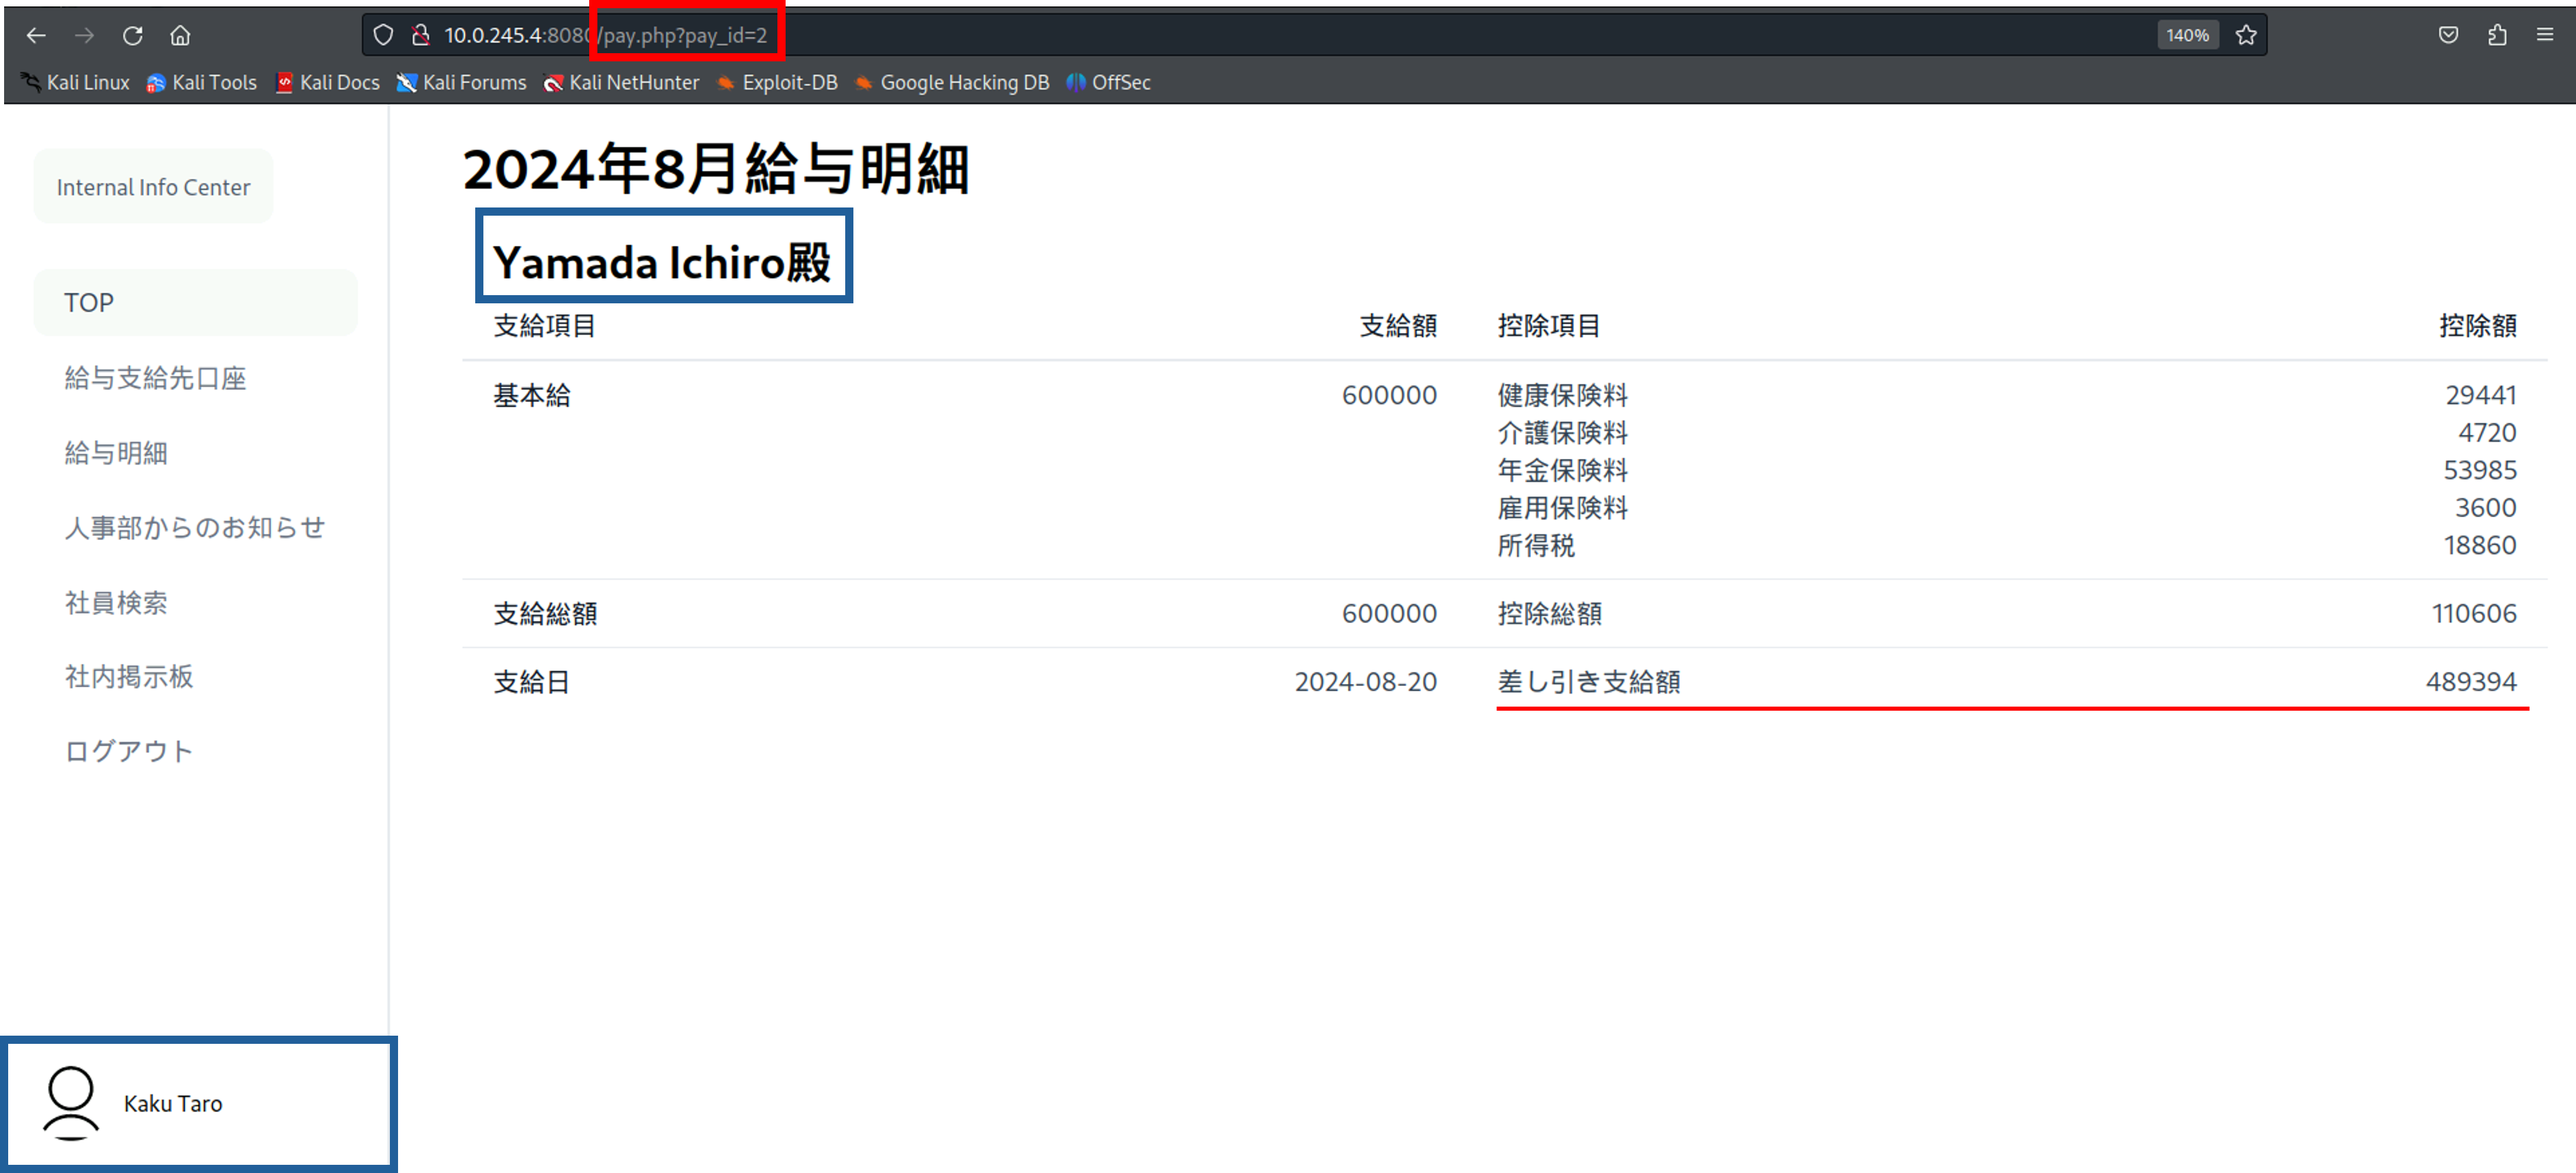 10.0.245.4:8080/pay.php?pay_id=2
140%
Kali Linux Kali Tools Kali Docs Kali Forums Kali NetHunter Exploit-DB Google Hacking DB OffSec
Internal Info Center
TOP
給与支給先口座
給与明細
人事部からのお知らせ
社員検索
社内掲示板
ログアウト
Kaku Taro
2024年8月給与明細
Yamada Ichiro殿
支給項目 支給額 控除項目 控除額
基本給 600000 健康保険料 29441
介護保険料 4720
年金保険料 53985
雇用保険料 3600
所得税 18860
支給総額 600000 控除総額 110606
支給日 2024-08-20 差し引き支給額 489394